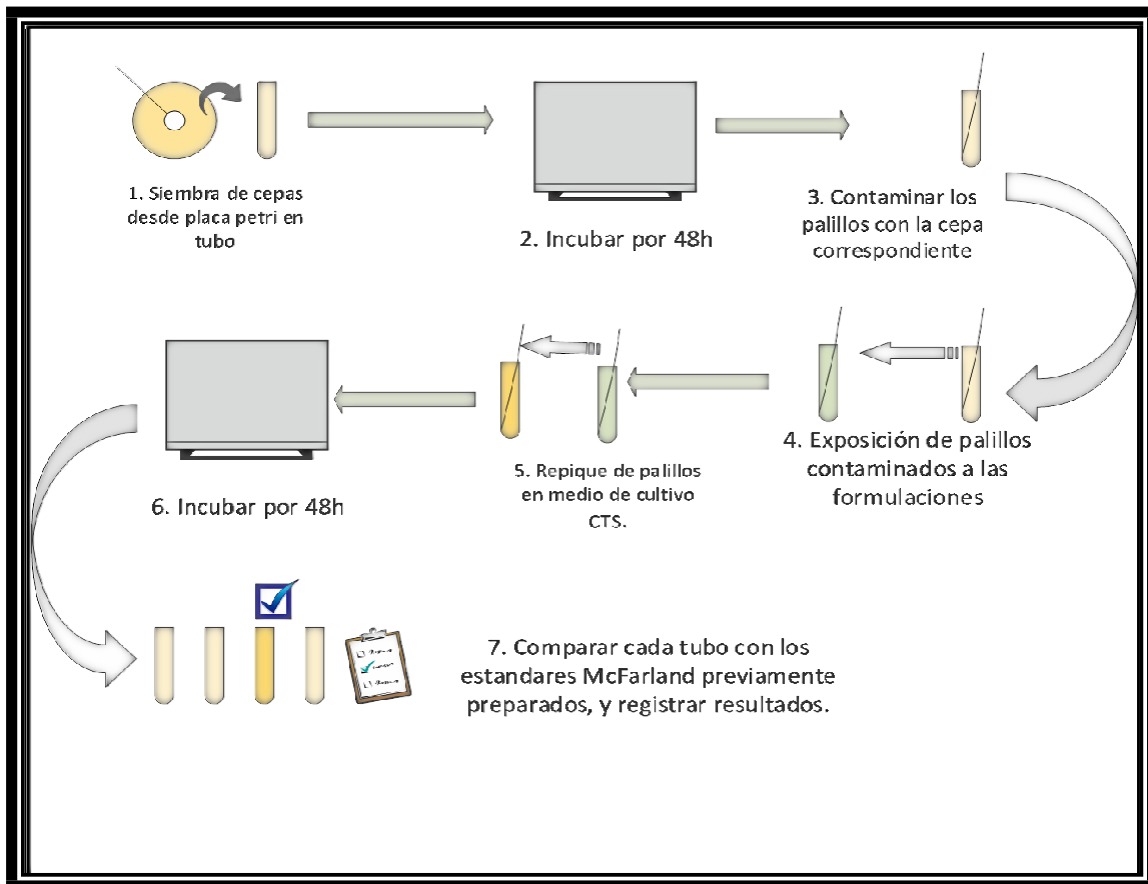 1. Siembra de cepas
desde placa petri en
tubo
2. Incubar por 48h
3. Contaminar los
palillos con la cepa
correspondiente
4. Exposición de palillos
contaminados a las
formulaciones
5. Repique de palillos
en medio de cultivo
CTS.
6. Incubar por 48h
7. Comparar cada tubo con los
estandares McFarland previamente
preparados, y registrar resultados.